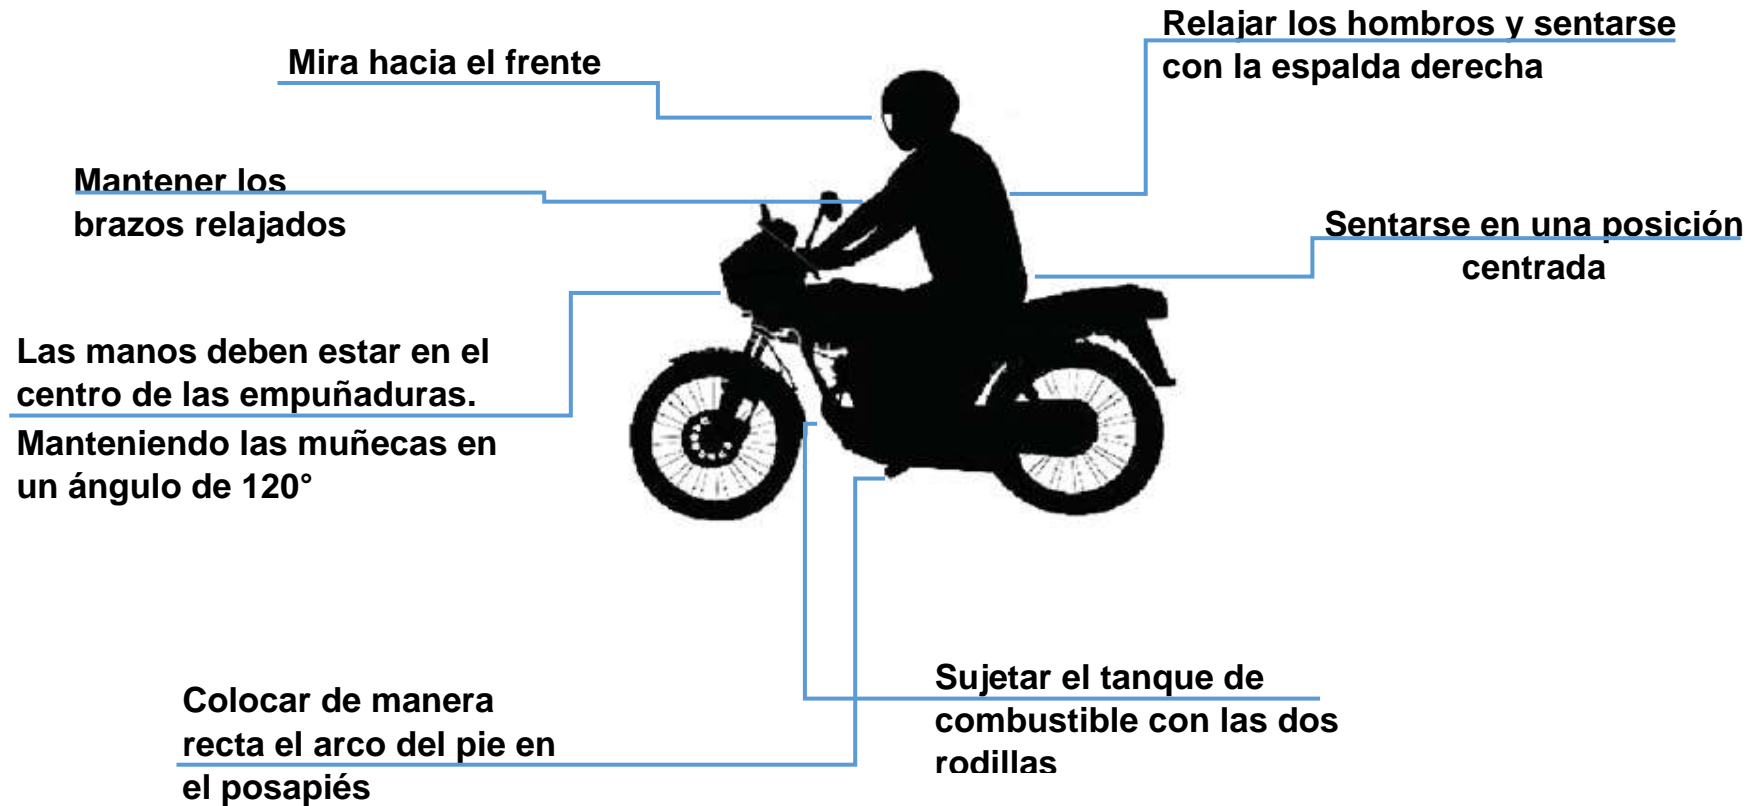 Mira hacia el frente
Relajar los hombros y sentarse
con la espalda derecha
Mantener los
brazos relajados
Sentarse en una posición
centrada
Las manos deben estar en el
centro de las empuñaduras.
Manteniendo las muñecas en
un ángulo de 120°
Colocar de manera
recta el arco del pie en
el posapiés
Sujetar el tanque de
combustible con las dos
rodillas